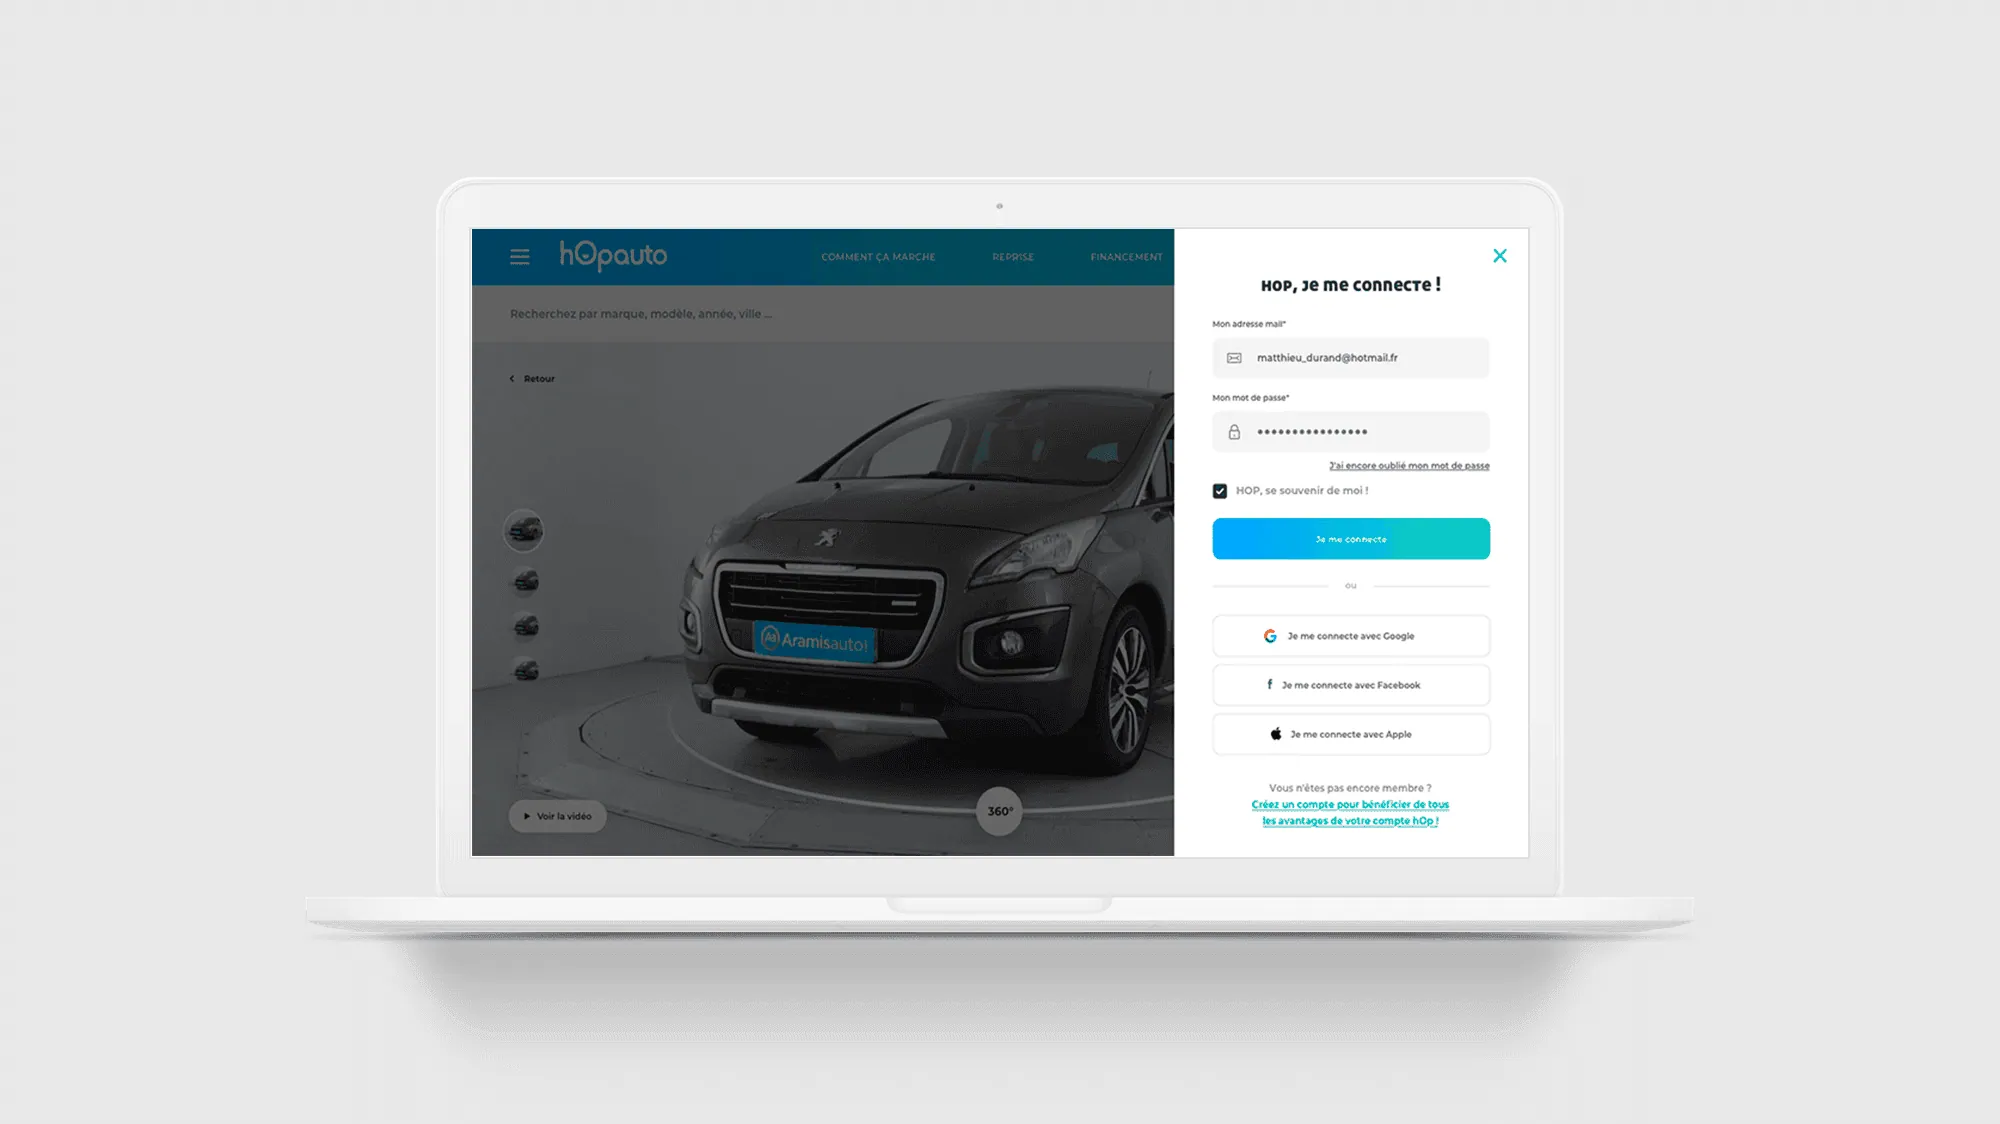 hOpauto
COMMENT ÇA MARCHE
REPRISE
FINANCEMENT
Recherchez par marque, modèle, année, ville ...
Retour
Aramisauto!
Voir la vidéo
360°
HOP, je me connecte !
Mon adresse mail*
matthieu_durand@hotmail.fr
Mon mot de passe*
••••••••••••••••
J'ai encore oublié mon mot de passe
HOP, se souvenir de moi !
Je me connecte
ou
Je me connecte avec Google
Je me connecte avec Facebook
Je me connecte avec Apple
Vous n'êtes pas encore membre ?
Créez un compte pour bénéficier de tous
les avantages de votre compte hOp !